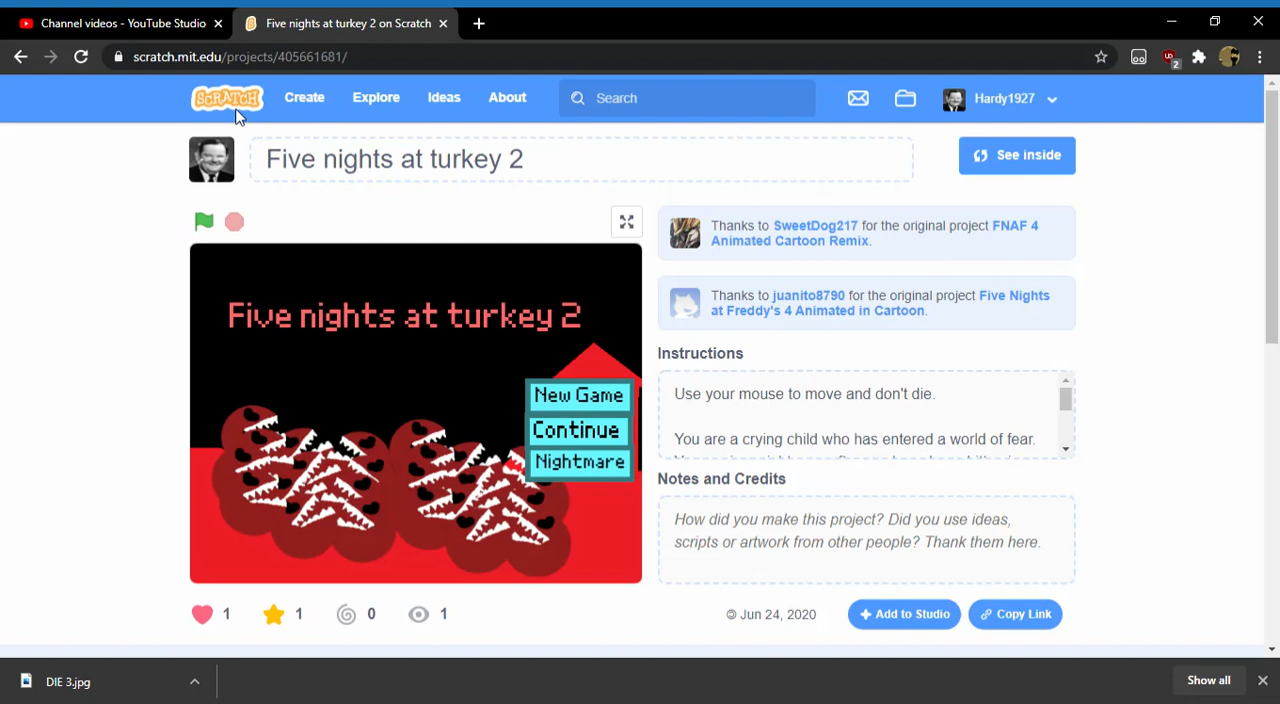 Channel videos - YouTube Studio
Five nights at turkey 2 on Scratch
scratch.mit.edu/projects/405661681/
2
SCRATCH
Create
Explore
Ideas
About
Search
Hardy1927
Five nights at turkey 2
See inside
Thanks to SweetDog217 for the original project FNAF 4
Animated Cartoon Remix.
Thanks to juanito8790 for the original project Five Nights
at Freddy's 4 Animated in Cartoon.
Five nights at turkey 2
New Game
Continue
Nightmare
Instructions
Use your mouse to move and don't die.
You are a crying child who has entered a world of fear.
Notes and Credits
How did you make this project? Did you use ideas,
scripts or artwork from other people? Thank them here.
1
1
0
1
© Jun 24, 2020
Add to Studio
Copy Link
DIE 3.jpg
Show all